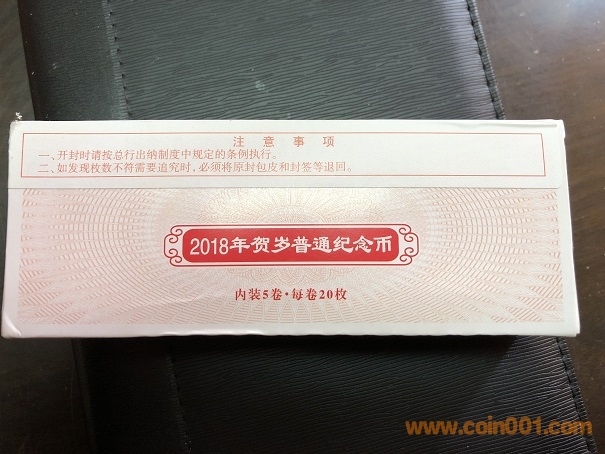 注意事项
一、开封时请按总行出纳制度中规定的条例执行。
二、如发现枚数不符需要追究时，必须将原封包皮和封签等退回。
2018年贺岁普通纪念币
内装5卷·每卷20枚
www.coin001.com